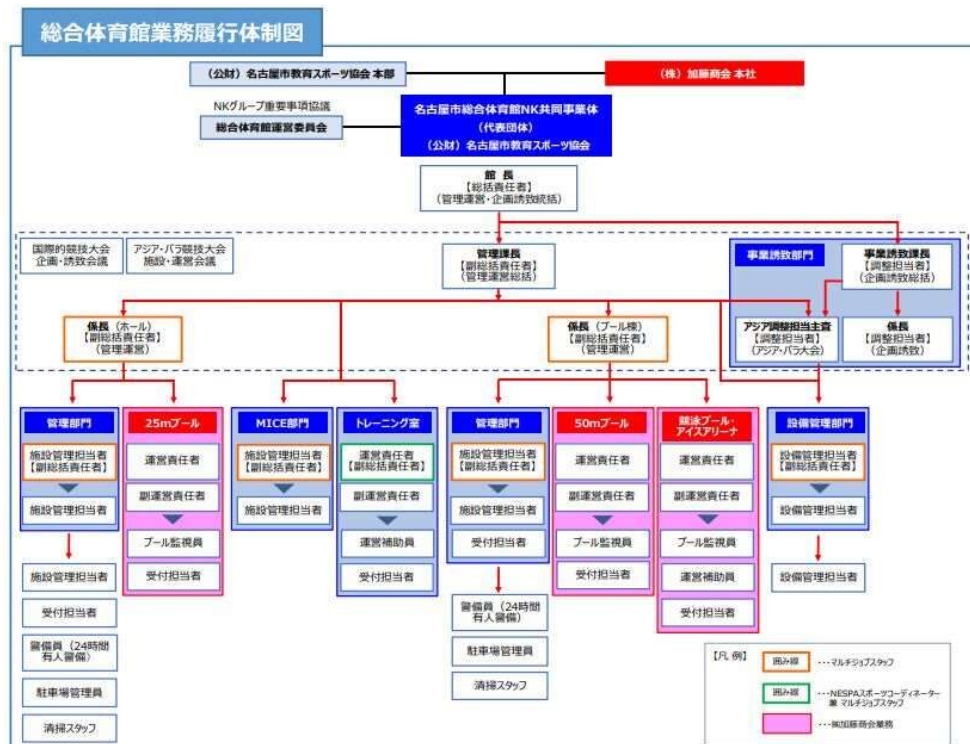 総合体育館業務履行体制図
(公財)名古屋市教育スポーツ協会 本部
(株)加藤商会 本社
NKグループ重要事項協議
総合体育館運営委員会
名古屋市総合体育館NK共同事業体
(代表団体)
(公財)名古屋市教育スポーツ協会
館 長
【総括責任者】
(管理運営・企画誘致統括)
国際的競技大会
企画・誘致会議
アジア・パラ競技大会
施設・運営会議
管理課長
【副総括責任者】
(管理運営総括)
事業誘致部門
事業誘致課長
【調整担当者】
(企画誘致総括)
係長(ホール)
【副総括責任者】
(管理運営)
係長(プール棟)
【副総括責任者】
(管理運営)
アジア調整担当主査
【調整担当者】
(アジア・パラ大会)
係長
【調整担当者】
(企画誘致)
管理部門
施設管理担当者
【副総括責任者】
施設管理担当者
施設管理担当者
受付担当者
警備員(24時間
有人警備)
駐車場管理員
清掃スタッフ
25mプール
運営責任者
副運営責任者
プール監視員
受付担当者
MICE部門
施設管理担当者
【副総括責任者】
施設管理担当者
トレーニング室
運営責任者
【副総括責任者】
副運営責任者
運営補助員
受付担当者
管理部門
施設管理担当者
【副総括責任者】
施設管理担当者
受付担当者
警備員(24時間
有人警備)
駐車場管理員
清掃スタッフ
50mプール
運営責任者
副運営責任者
プール監視員
受付担当者
競泳プール・
アイスアリーナ
運営責任者
副運営責任者
プール監視員
運営補助員
受付担当者
設備管理部門
設備管理担当者
【副総括責任者】
設備管理担当者
設備管理担当者
【凡 例】
囲み線 …マルチジョブスタッフ
囲み線 …NESPAスポーツコーディネーター
兼 マルチジョブスタッフ
…㈱加藤商会業務